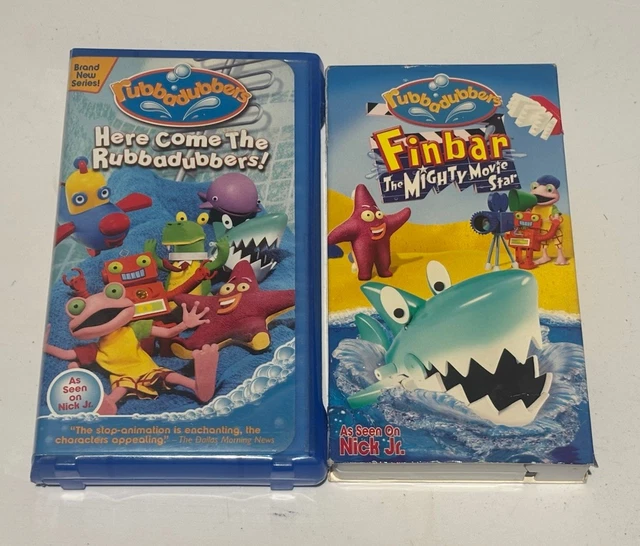 Brand
New
Series!
Rubbadubbers
Here Come The
Rubbadubbers!
As
Seen
on
Nick Jr.
"The stop-animation is enchanting, the
characters appealing." – The Dallas Morning News
Rubbadubbers
Finbar
The Mighty Movie
Star
As Seen On
Nick Jr.